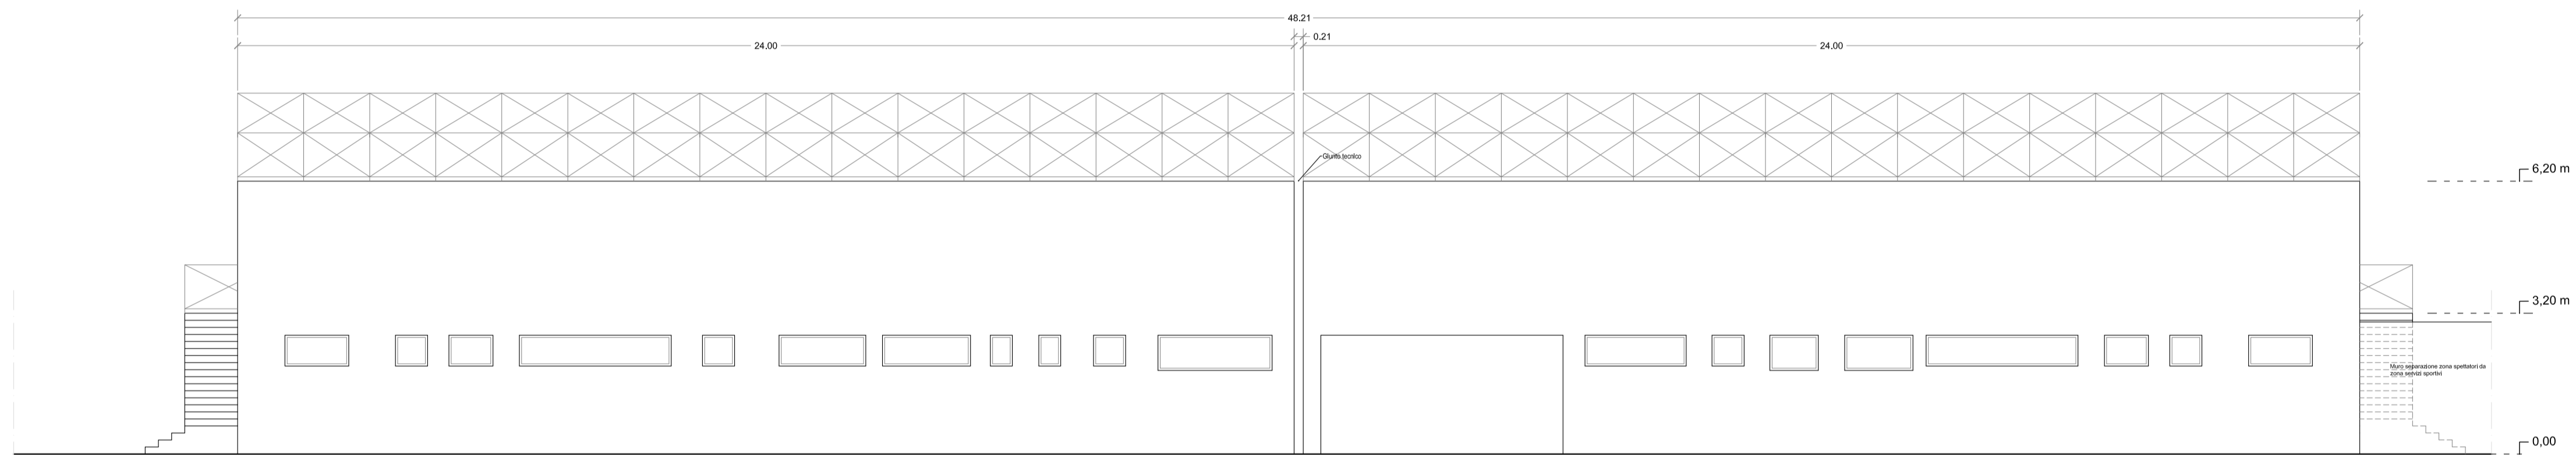 48.21
0.21
24.00
24.00
Giunto tecnico
6,20 m
3,20 m
Muro separazione zona spettatori da
zona servizi sportivi
0,00